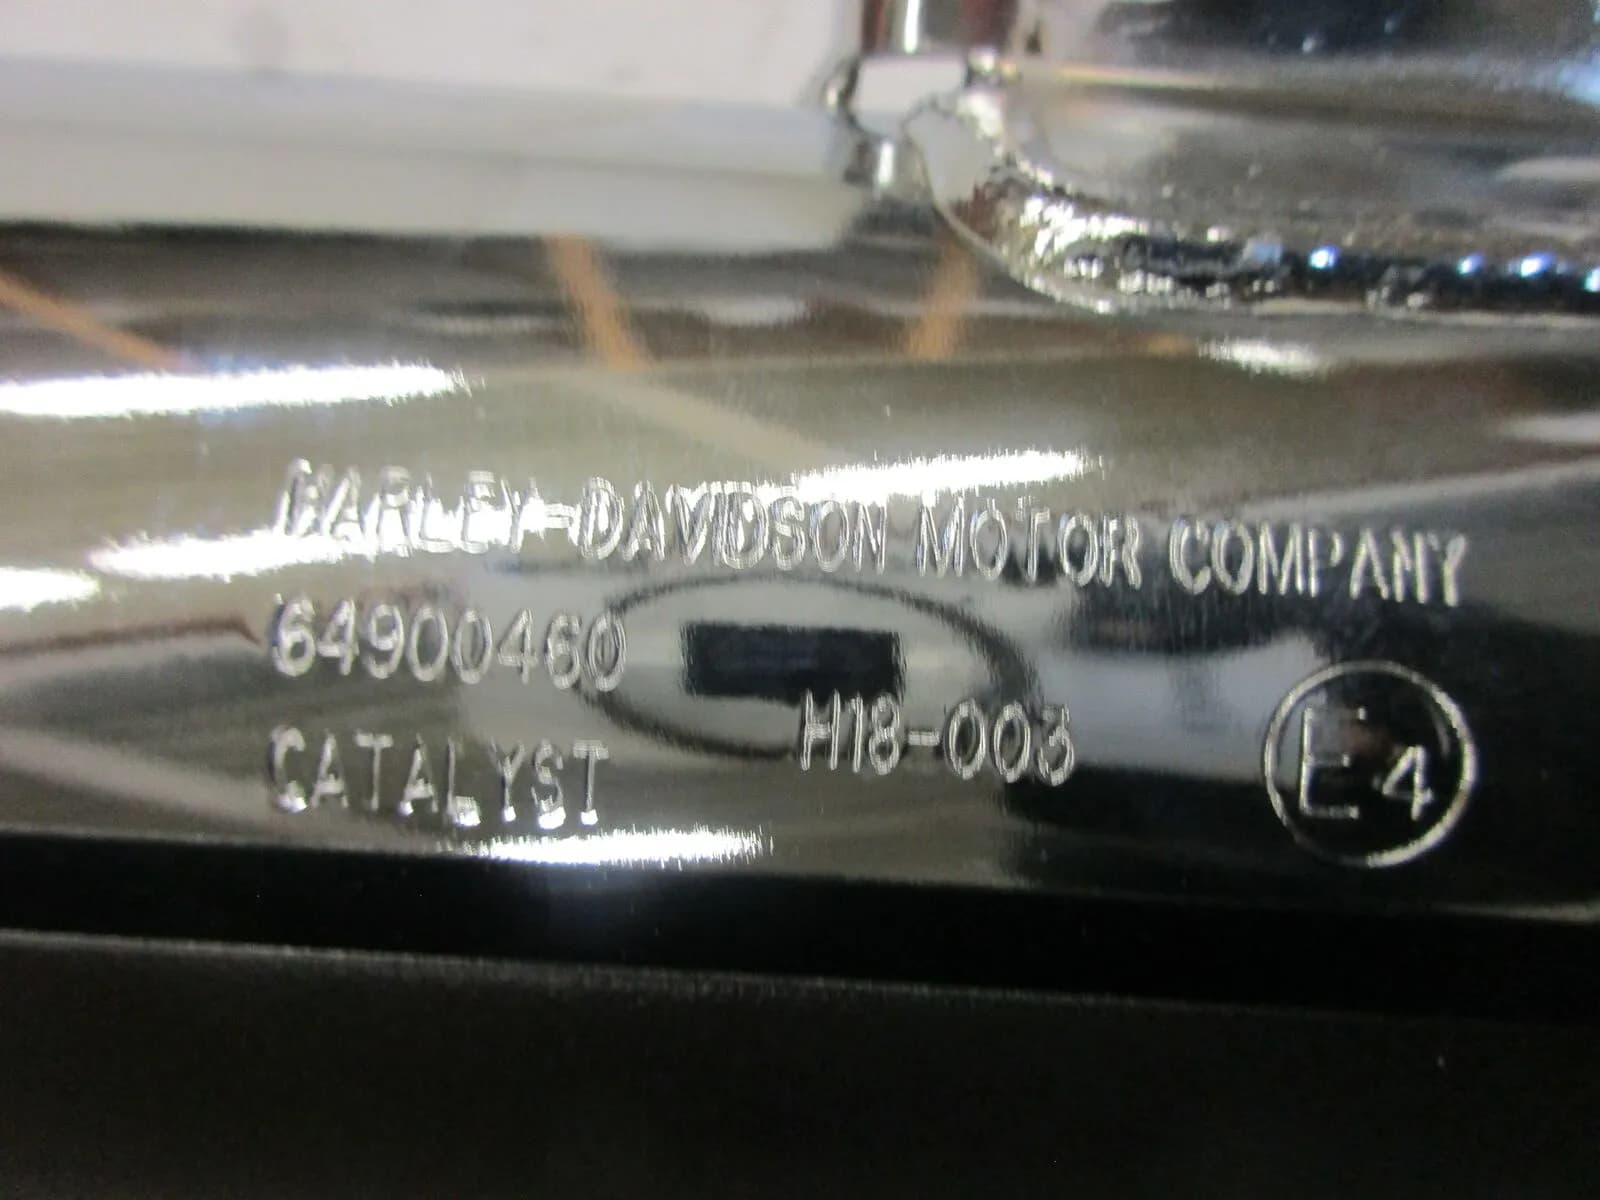 HARLEY-DAVIDSON MOTOR COMPANY
64900460
H18-003
CATALYST
E4